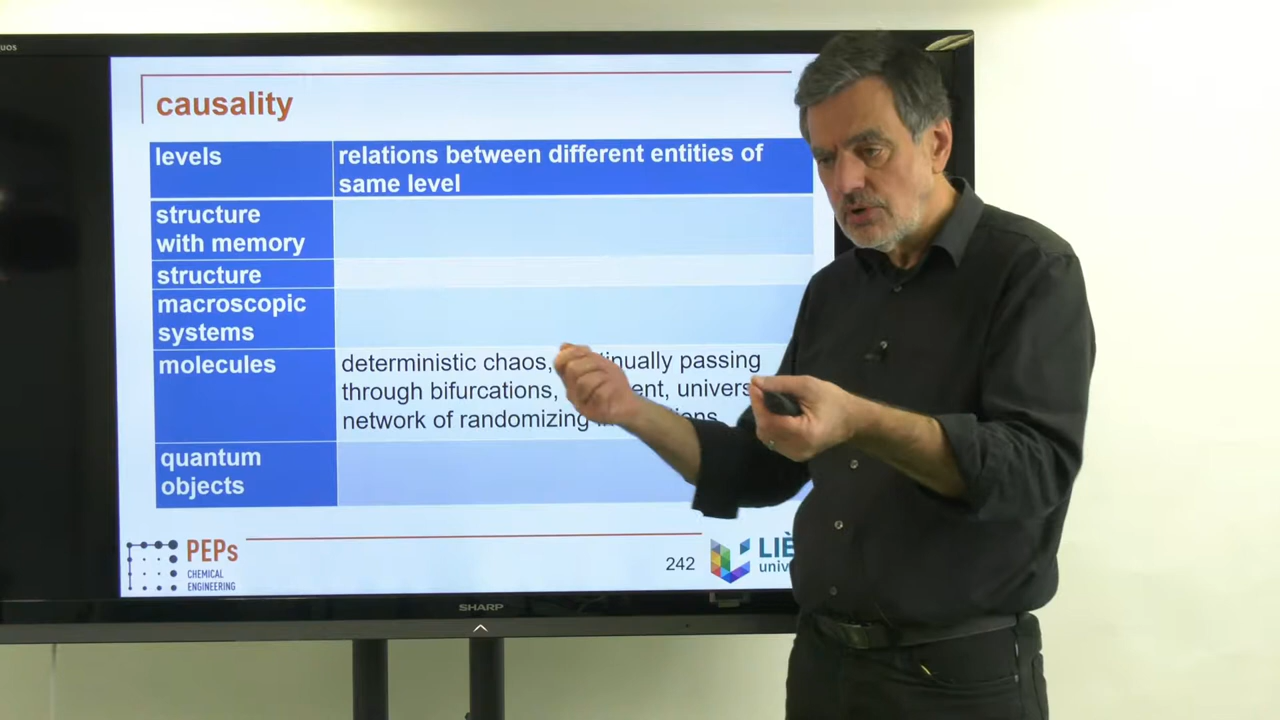 causality
levels
relations between different entities of
same level
structure
with memory
structure
macroscopic
systems
molecules
deterministic chaos, passing
through bifurcations,
network of randomizing
quantum
objects
PEPs
CHEMICAL
ENGINEERING
242
SHARP